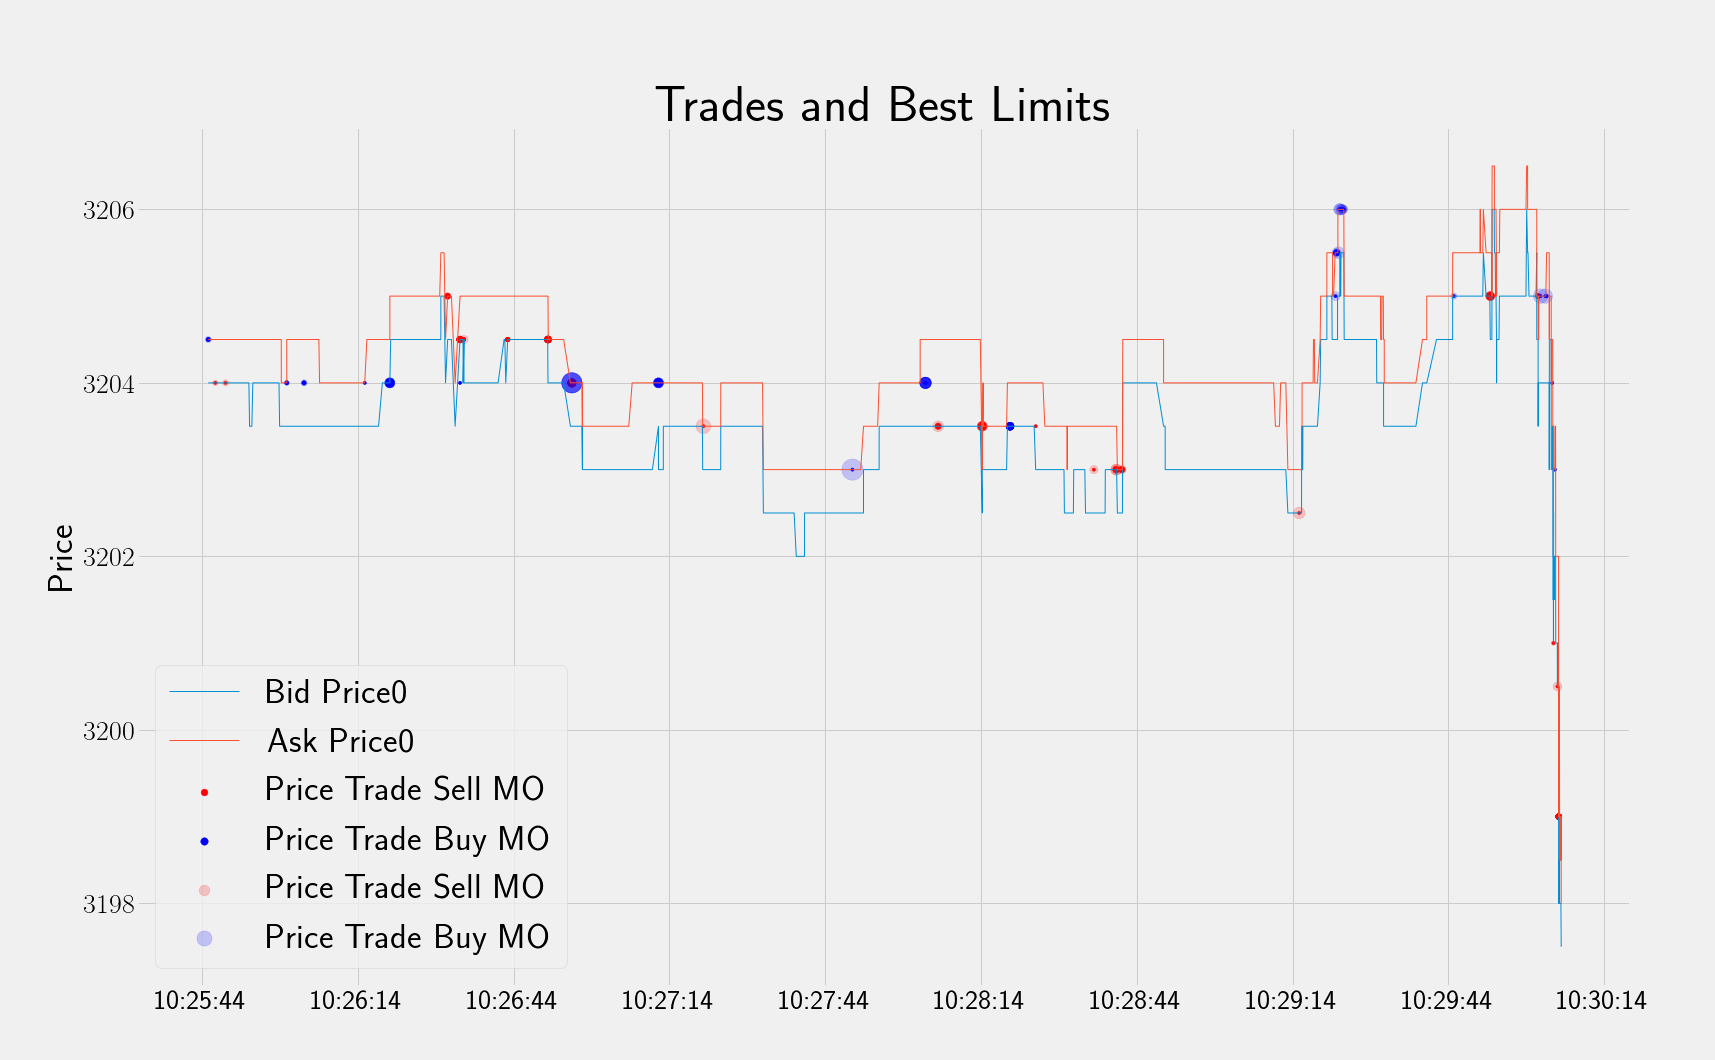 Trades and Best Limits
Price
3206
3204
3202
3200
3198
Bid Price0
Ask Price0
Price Trade Sell MO
Price Trade Buy MO
Price Trade Sell MO
Price Trade Buy MO
10:25:44 10:26:14 10:26:44 10:27:14 10:27:44 10:28:14 10:28:44 10:29:14 10:29:44 10:30:14